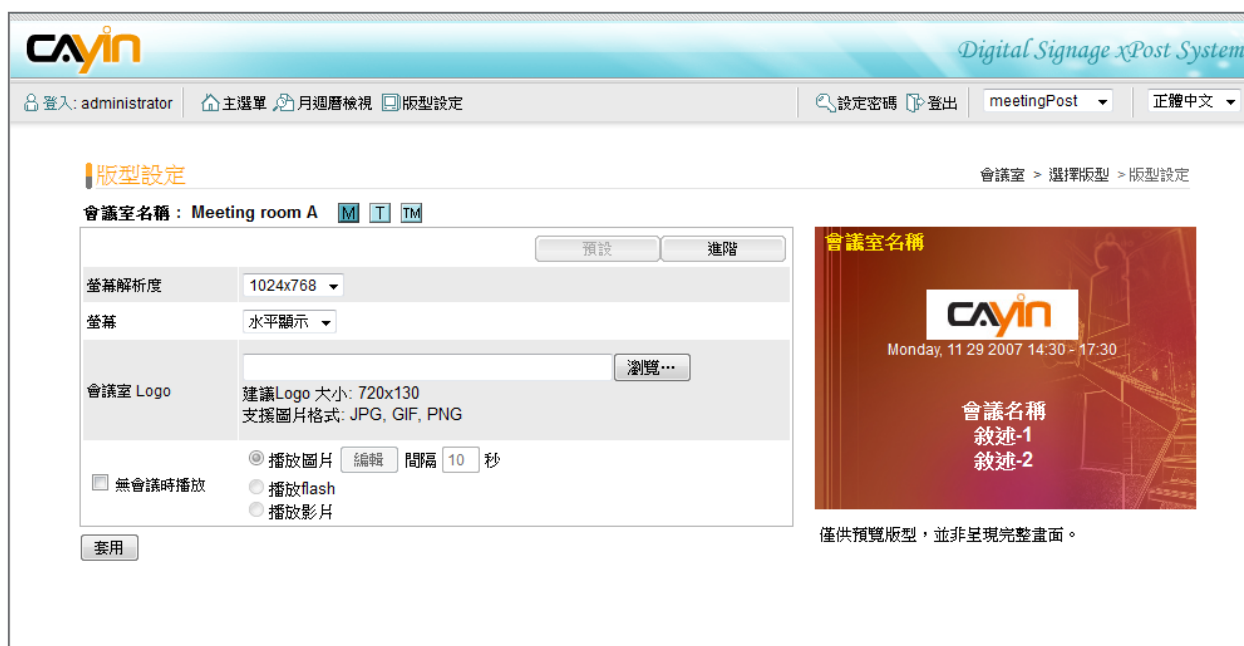 CAYIN
Digital Signage xPost System
登入: administrator 主選單 月週曆檢視 版型設定 設定密碼 登出 meetingPost 正體中文
版型設定
會議室 > 選擇版型 > 版型設定
會議室名稱 : Meeting room A M T TM
預設 進階
螢幕解析度 1024x768
螢幕 水平顯示
會議室 Logo 瀏覽…
建議Logo 大小: 720x130
支援圖片格式: JPG, GIF, PNG
無會議時播放
播放圖片 編輯 間隔 10 秒
播放flash
播放影片
套用
會議室名稱
CAYIN
Monday, 11 29 2007 14:30 - 17:30
會議名稱
敘述-1
敘述-2
僅供預覽版型，並非呈現完整畫面。